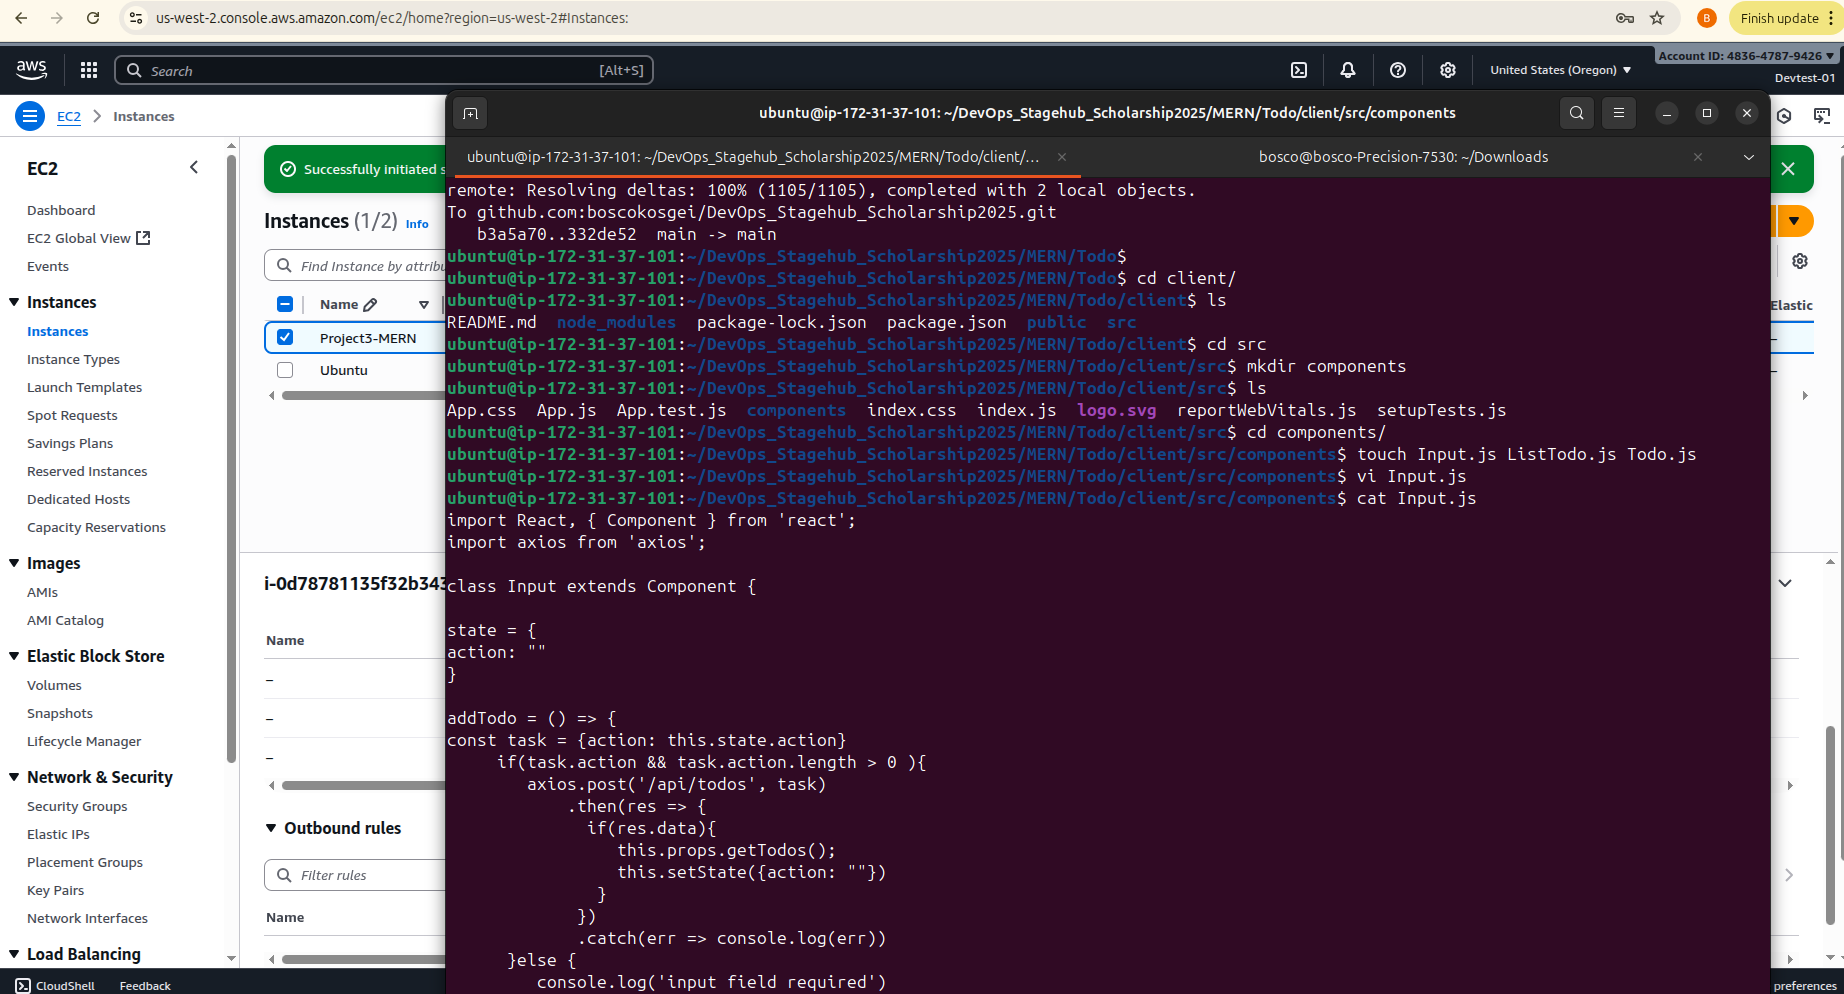 us-west-2.console.aws.amazon.com/ec2/home?region=us-west-2#Instances:
B
Finish update
aws
Search
[Alt+S]
United States (Oregon)
Account ID: 4836-4787-9426
Devtest-01
EC2
Instances
EC2
Dashboard
EC2 Global View
Events
Instances
Instances
Instance Types
Launch Templates
Spot Requests
Savings Plans
Reserved Instances
Dedicated Hosts
Capacity Reservations
Images
AMIs
AMI Catalog
Elastic Block Store
Volumes
Snapshots
Lifecycle Manager
Network & Security
Security Groups
Elastic IPs
Placement Groups
Key Pairs
Network Interfaces
Load Balancing
CloudShell
Feedback
Successfully initiated s
Instances (1/2) Info
Find Instance by attribu
Name
Project3-MERN
Ubuntu
i-0d78781135f32b343
Name
–
–
–
Outbound rules
Filter rules
Name
ubuntu@ip-172-31-37-101: ~/DevOps_Stagehub_Scholarship2025/MERN/Todo/client/src/components
ubuntu@ip-172-31-37-101: ~/DevOps_Stagehub_Scholarship2025/MERN/Todo/client/...
bosco@bosco-Precision-7530: ~/Downloads
remote: Resolving deltas: 100% (1105/1105), completed with 2 local objects.
To github.com:boscokosgei/DevOps_Stagehub_Scholarship2025.git
   b3a5a70..332de52  main -> main
ubuntu@ip-172-31-37-101:~/DevOps_Stagehub_Scholarship2025/MERN/Todo$
ubuntu@ip-172-31-37-101:~/DevOps_Stagehub_Scholarship2025/MERN/Todo$ cd client/
ubuntu@ip-172-31-37-101:~/DevOps_Stagehub_Scholarship2025/MERN/Todo/client$ ls
README.md  node_modules  package-lock.json  package.json  public  src
ubuntu@ip-172-31-37-101:~/DevOps_Stagehub_Scholarship2025/MERN/Todo/client$ cd src
ubuntu@ip-172-31-37-101:~/DevOps_Stagehub_Scholarship2025/MERN/Todo/client/src$ mkdir components
ubuntu@ip-172-31-37-101:~/DevOps_Stagehub_Scholarship2025/MERN/Todo/client/src$ ls
App.css  App.js  App.test.js  components  index.css  index.js  logo.svg  reportWebVitals.js  setupTests.js
ubuntu@ip-172-31-37-101:~/DevOps_Stagehub_Scholarship2025/MERN/Todo/client/src$ cd components/
ubuntu@ip-172-31-37-101:~/DevOps_Stagehub_Scholarship2025/MERN/Todo/client/src/components$ touch Input.js ListTodo.js Todo.js
ubuntu@ip-172-31-37-101:~/DevOps_Stagehub_Scholarship2025/MERN/Todo/client/src/components$ vi Input.js
ubuntu@ip-172-31-37-101:~/DevOps_Stagehub_Scholarship2025/MERN/Todo/client/src/components$ cat Input.js
import React, { Component } from 'react';
import axios from 'axios';
class Input extends Component {
state = {
action: ""
}
addTodo = () => {
const task = {action: this.state.action}
     if(task.action && task.action.length > 0 ){
        axios.post('/api/todos', task)
            .then(res => {
              if(res.data){
                 this.props.getTodos();
                 this.setState({action: ""})
               }
             })
             .catch(err => console.log(err))
      }else {
         console.log('input field required')
Elastic
–
–
preferences